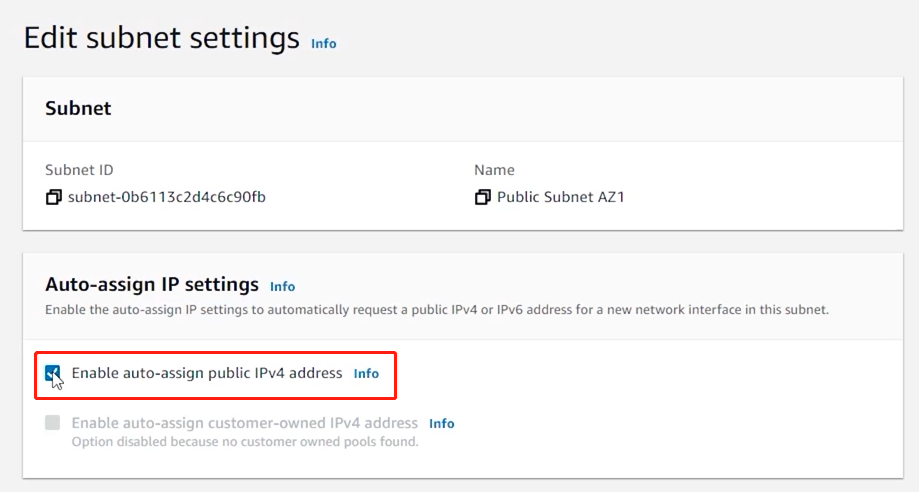 Edit subnet settings Info
Subnet
Subnet ID Name
subnet-0b6113c2d4c6c90fb Public Subnet AZ1
Auto-assign IP settings Info
Enable the auto-assign IP settings to automatically request a public IPv4 or IPv6 address for a new network interface in this subnet.
Enable auto-assign public IPv4 address Info
Enable auto-assign customer-owned IPv4 address Info
Option disabled because no customer owned pools found.